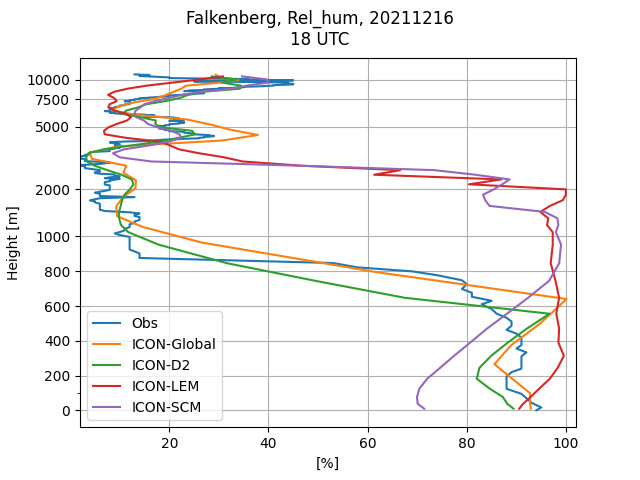 Falkenberg, Rel_hum, 20211216
18 UTC
Height [m]
10000
7500
5000
2000
1000
800
600
400
200
0
Obs
ICON-Global
ICON-D2
ICON-LEM
ICON-SCM
20 40 60 80 100
[%]